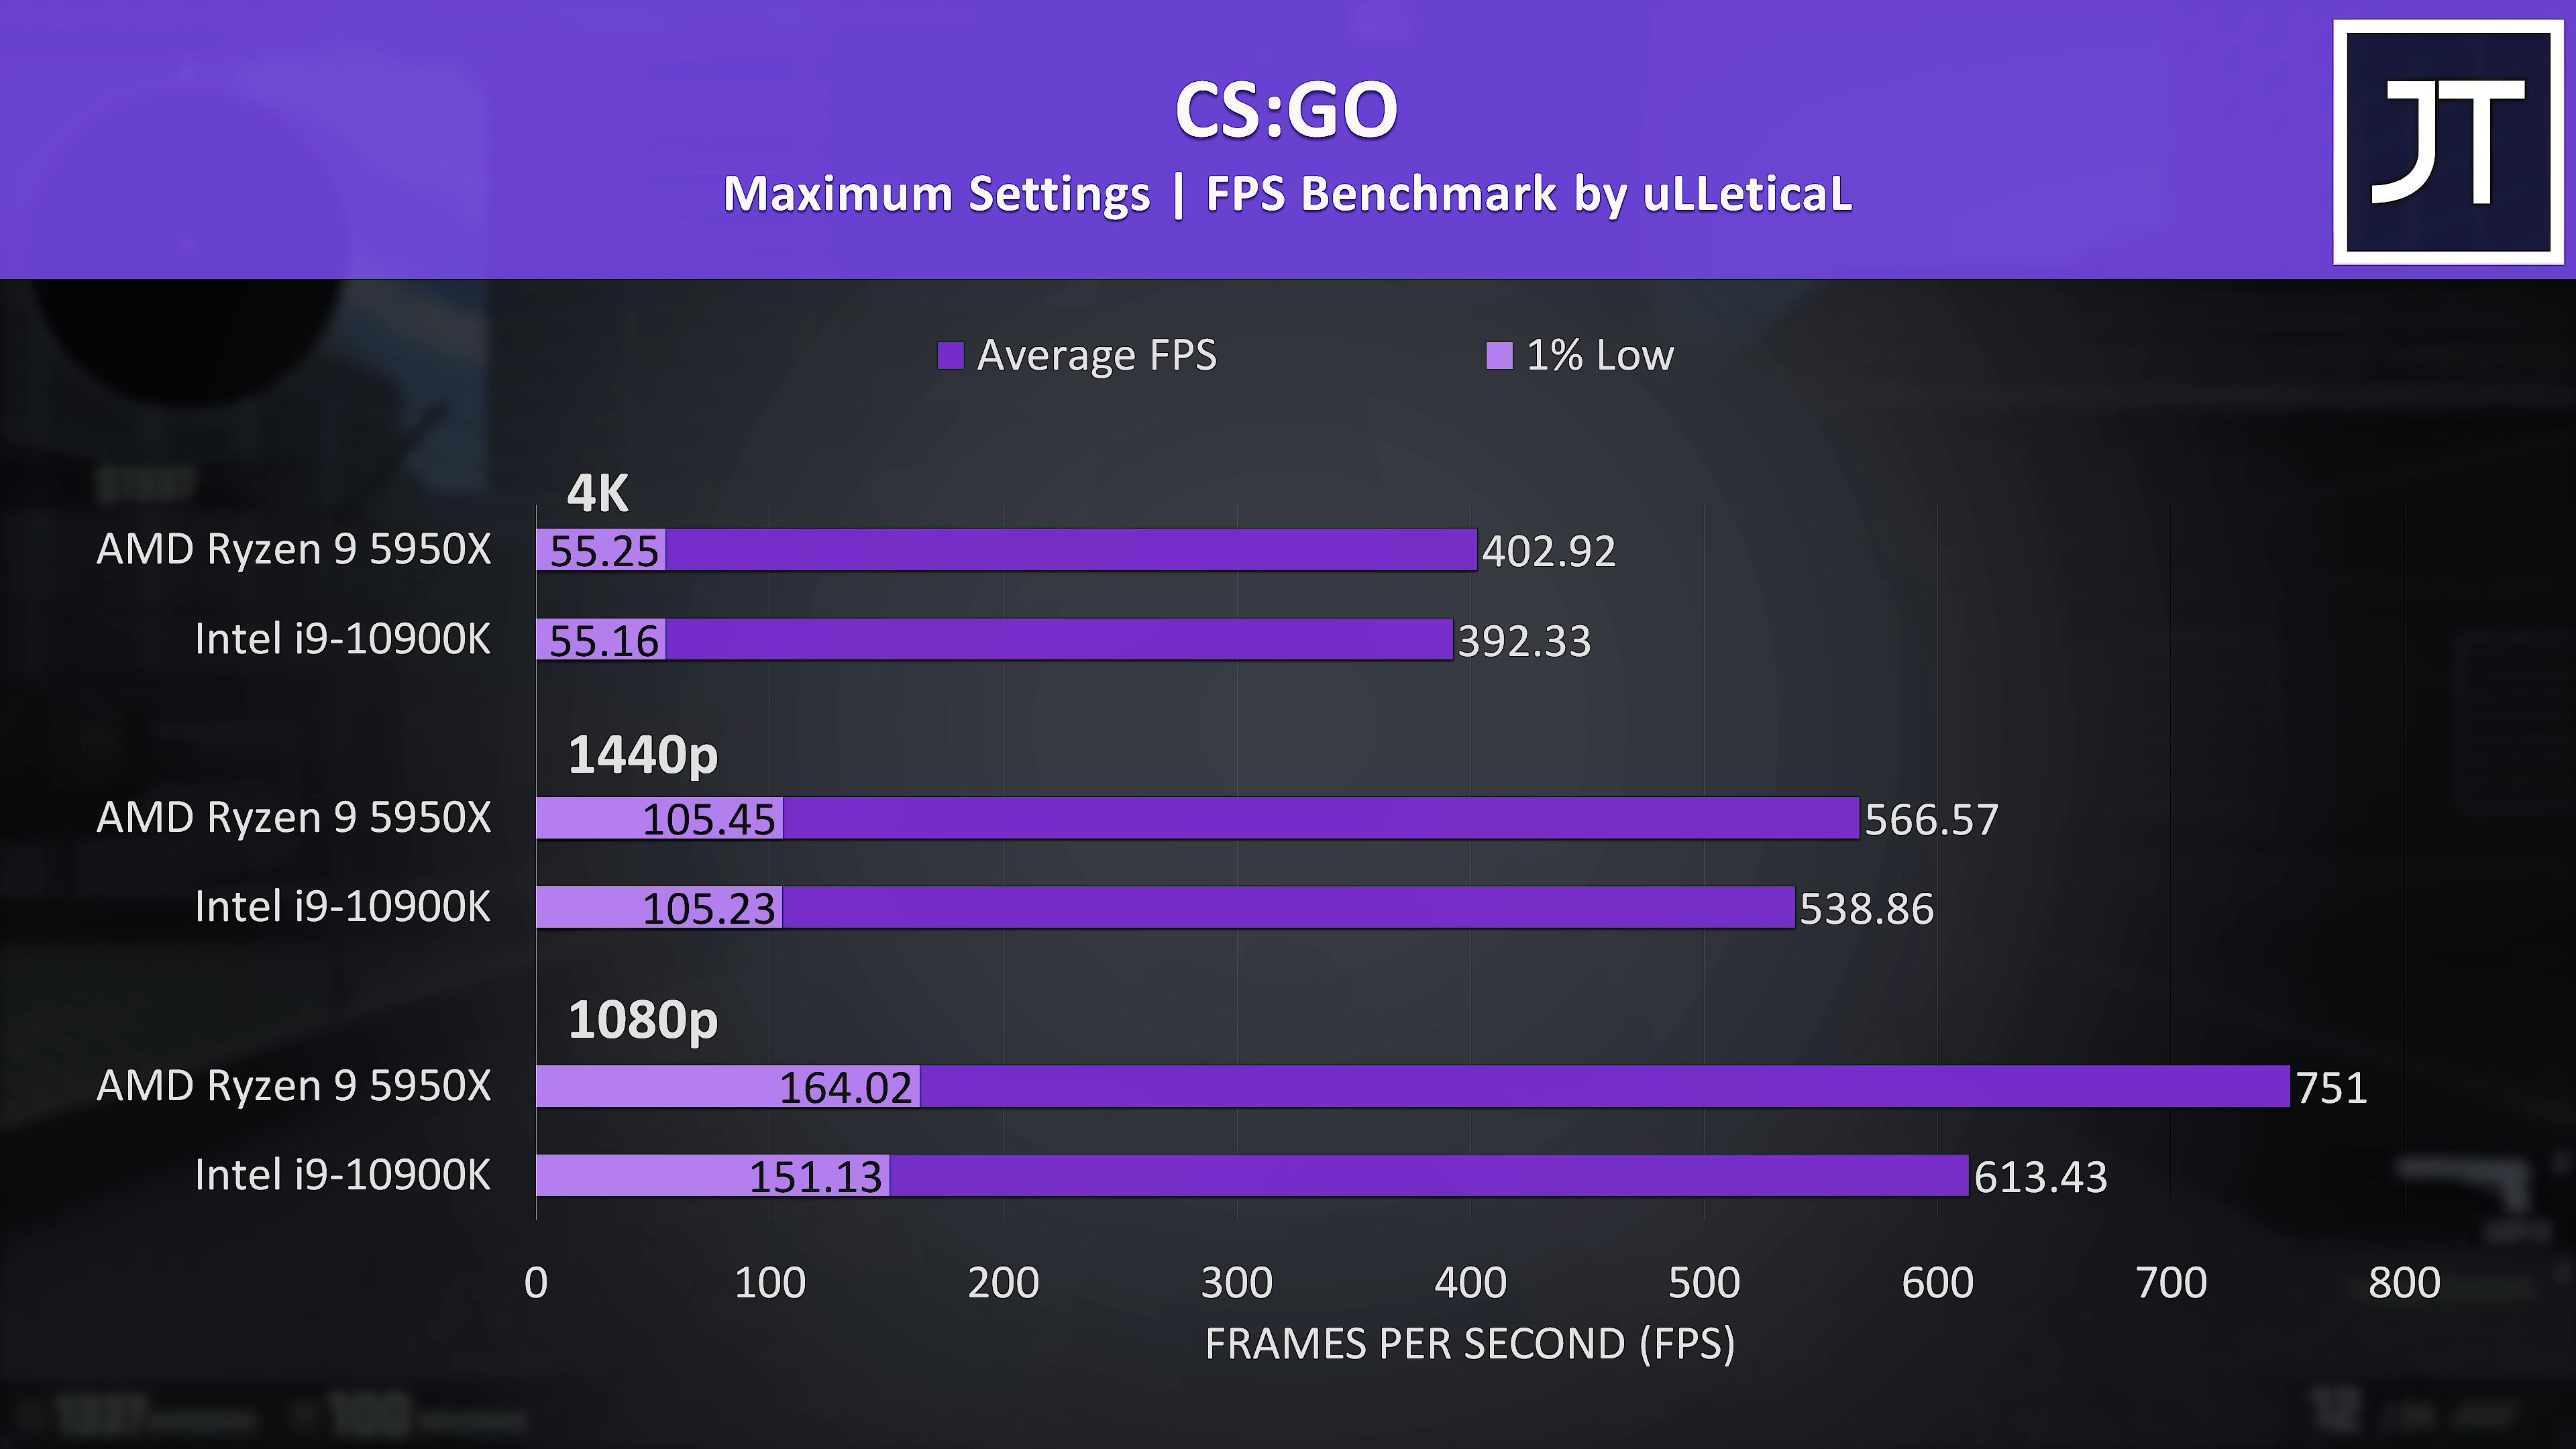 CS:GO
Maximum Settings | FPS Benchmark by uLLeticaL
JT
Average FPS 1% Low
4K
AMD Ryzen 9 5950X 55.25 402.92
Intel i9-10900K 55.16 392.33
1440p
AMD Ryzen 9 5950X 105.45 566.57
Intel i9-10900K 105.23 538.86
1080p
AMD Ryzen 9 5950X 164.02 751
Intel i9-10900K 151.13 613.43
0 100 200 300 400 500 600 700 800
FRAMES PER SECOND (FPS)
1337 100 12